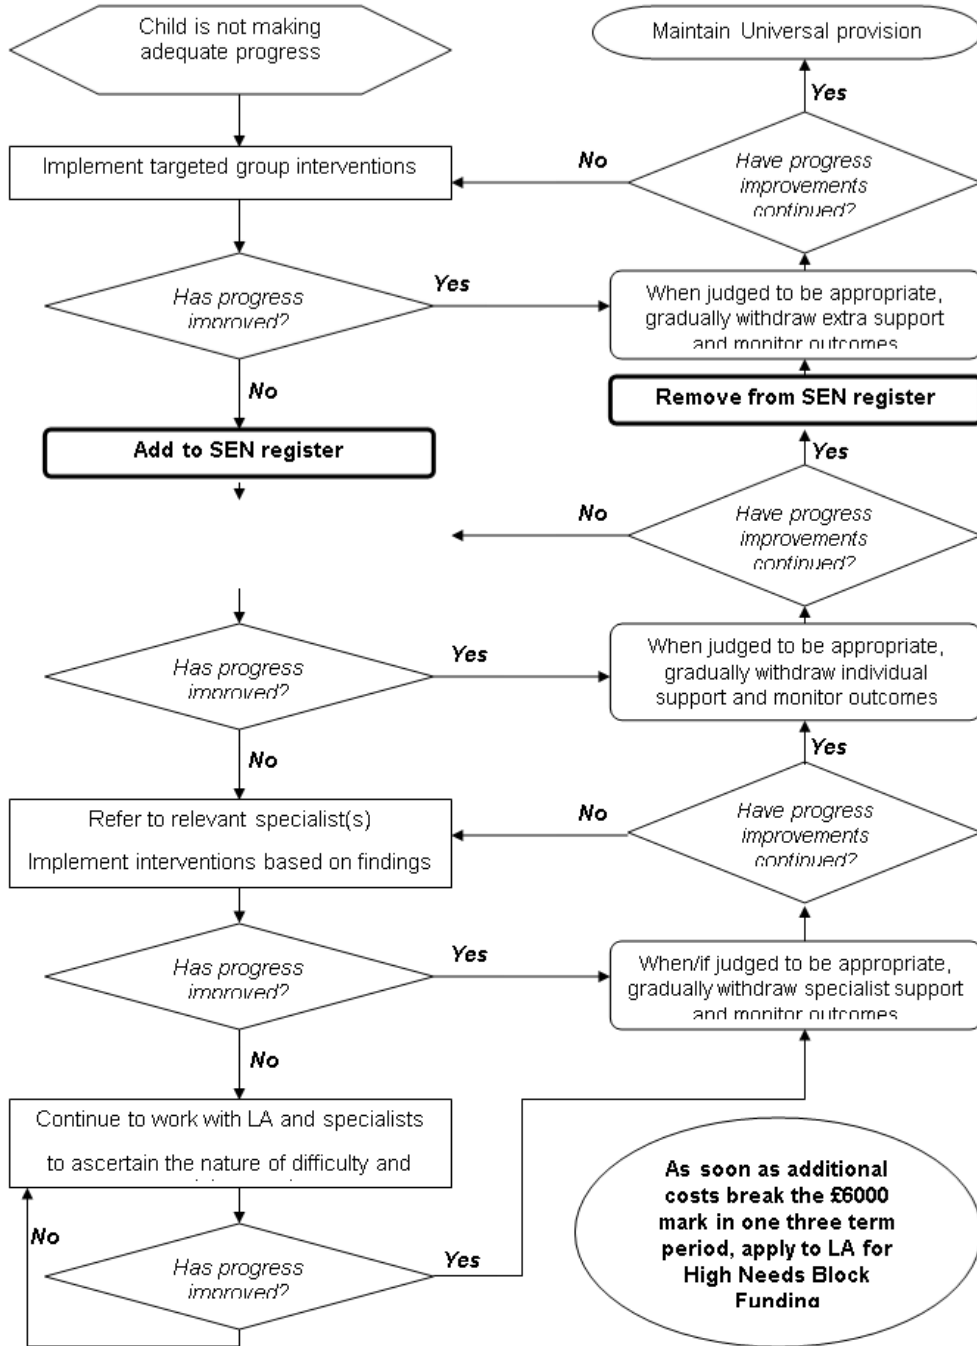 Child is not making
adequate progress
Maintain Universal provision
Yes
Implement targeted group interventions
No
Have progress
improvements
continued?
Has progress
improved?
Yes
When judged to be appropriate,
gradually withdraw extra support
and monitor outcomes
No
Remove from SEN register
Add to SEN register
Yes
No
Have progress
improvements
continued?
Has progress
improved?
Yes
When judged to be appropriate,
gradually withdraw individual
support and monitor outcomes
No
Yes
Refer to relevant specialist(s)
Implement interventions based on findings
No
Have progress
improvements
continued?
Has progress
improved?
Yes
When/if judged to be appropriate,
gradually withdraw specialist support
and monitor outcomes
No
Continue to work with LA and specialists
to ascertain the nature of difficulty and
No
Has progress
improved?
Yes
As soon as additional
costs break the £6000
mark in one three term
period, apply to LA for
High Needs Block
Funding